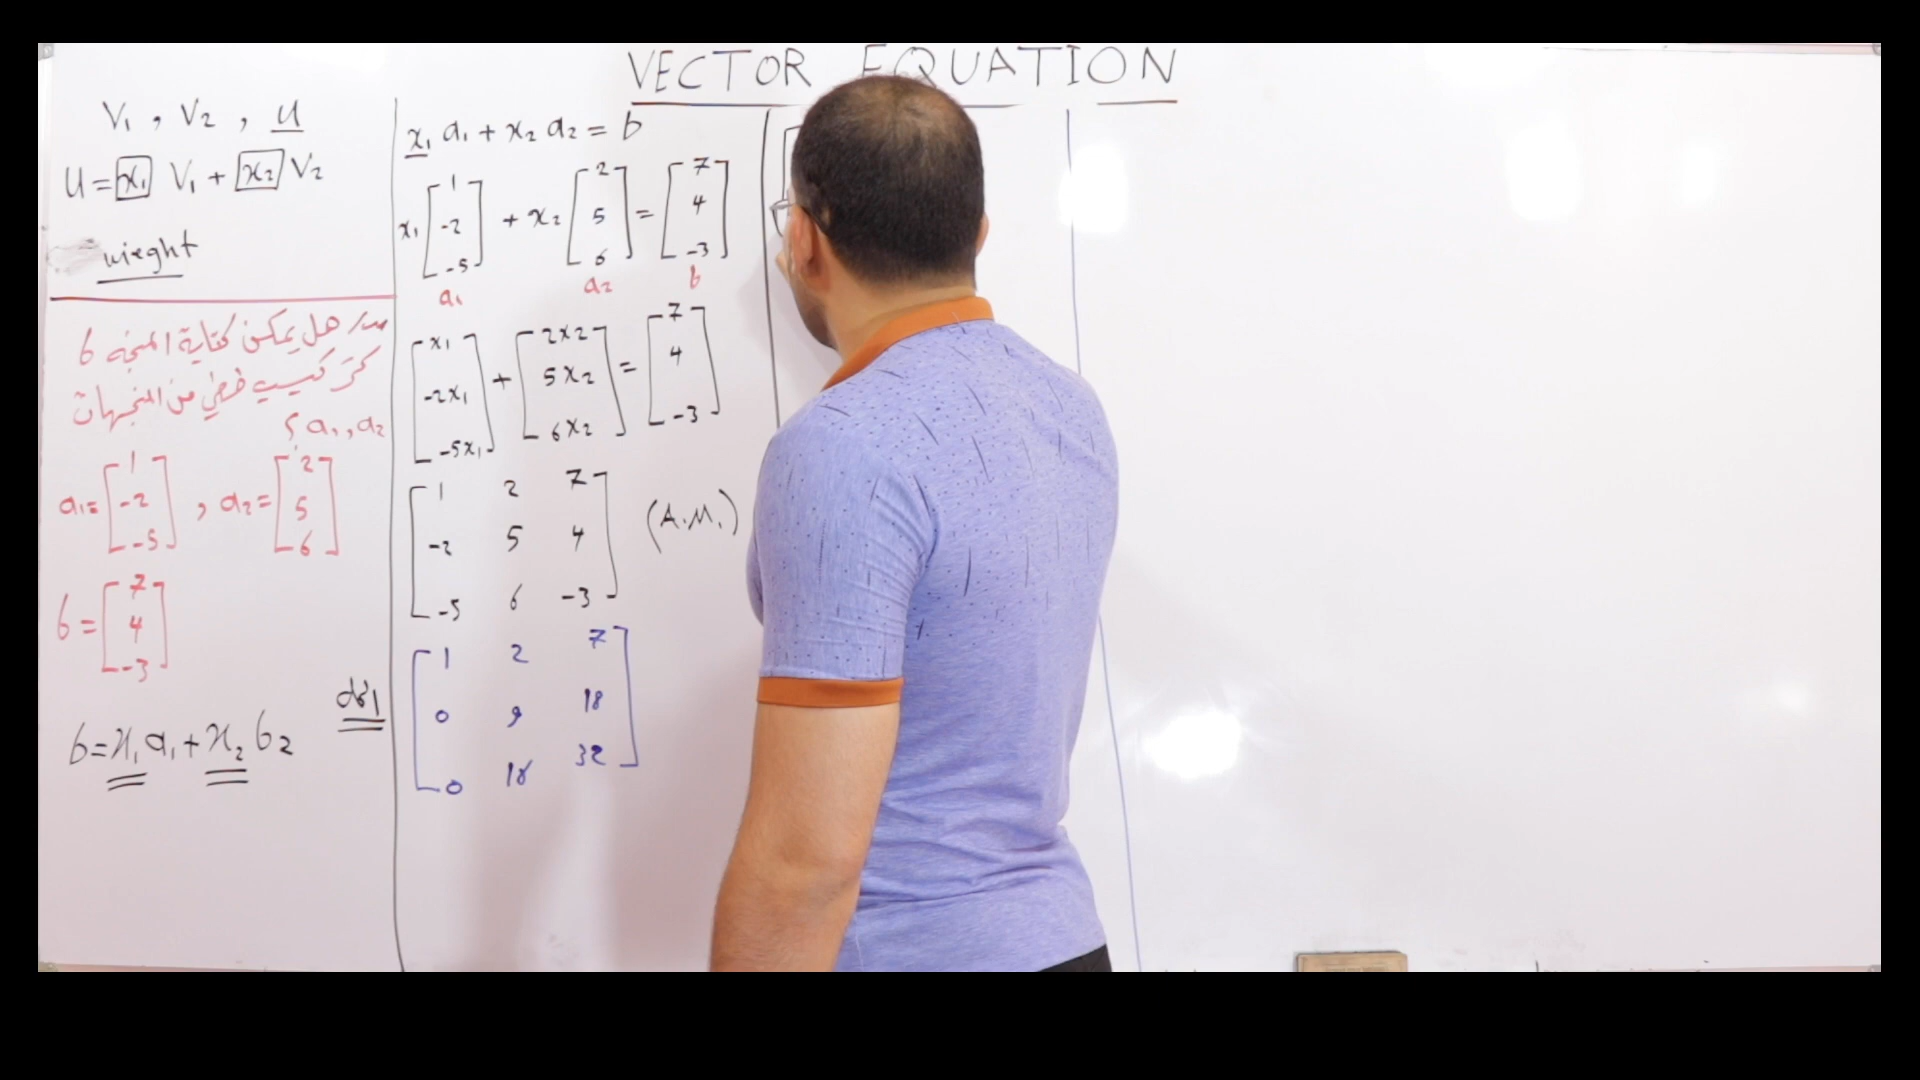 VECTOR EQUATION
V₁ , V₂ , U
U = x₁ V₁ + x₂ V₂
wieght
هل يمكن كتابة المتجه b
كتركيب خطي من المتجهات
a₁, a₂ ؟
a₁ = [1 -2 -5] , a₂ = [2 5 6]
b = [7 4 -3]
b = x₁ a₁ + x₂ b₂
x₁ a₁ + x₂ a₂ = b
x₁ [1 -2 -5] + x₂ [2 5 6] = [7 4 -3]
a₁ a₂ b
[x₁ -2x₁ -5x₁] + [2x2 5x₂ 6x₂] = [7 4 -3]
1 2 7
-2 5 4 (A.M.)
-5 6 -3
1 2 7
0 9 18
0 18 32